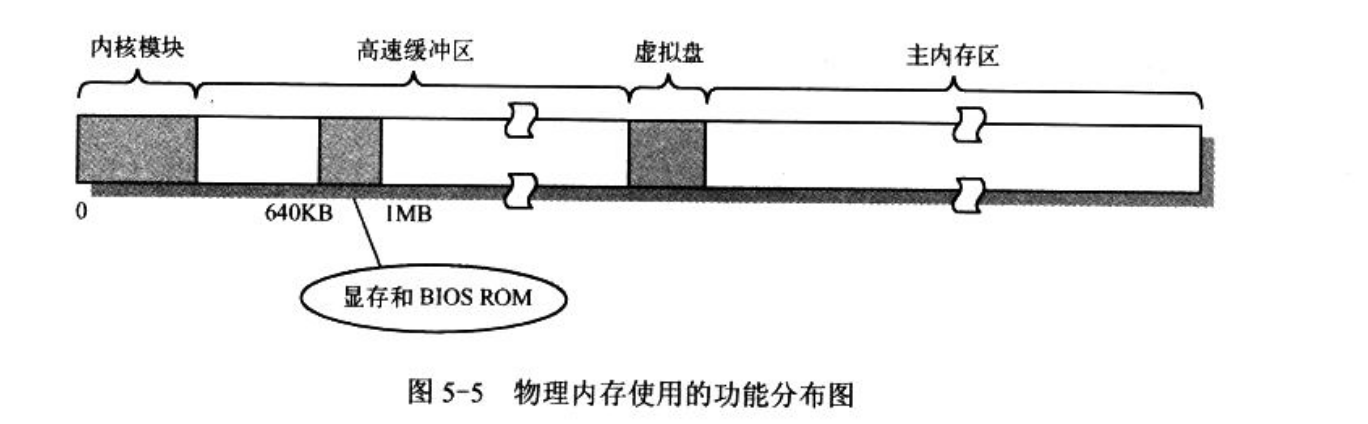 内核模块 高速缓冲区 虚拟盘 主内存区
0 640KB 1MB
显存和 BIOS ROM
图 5-5 物理内存使用的功能分布图